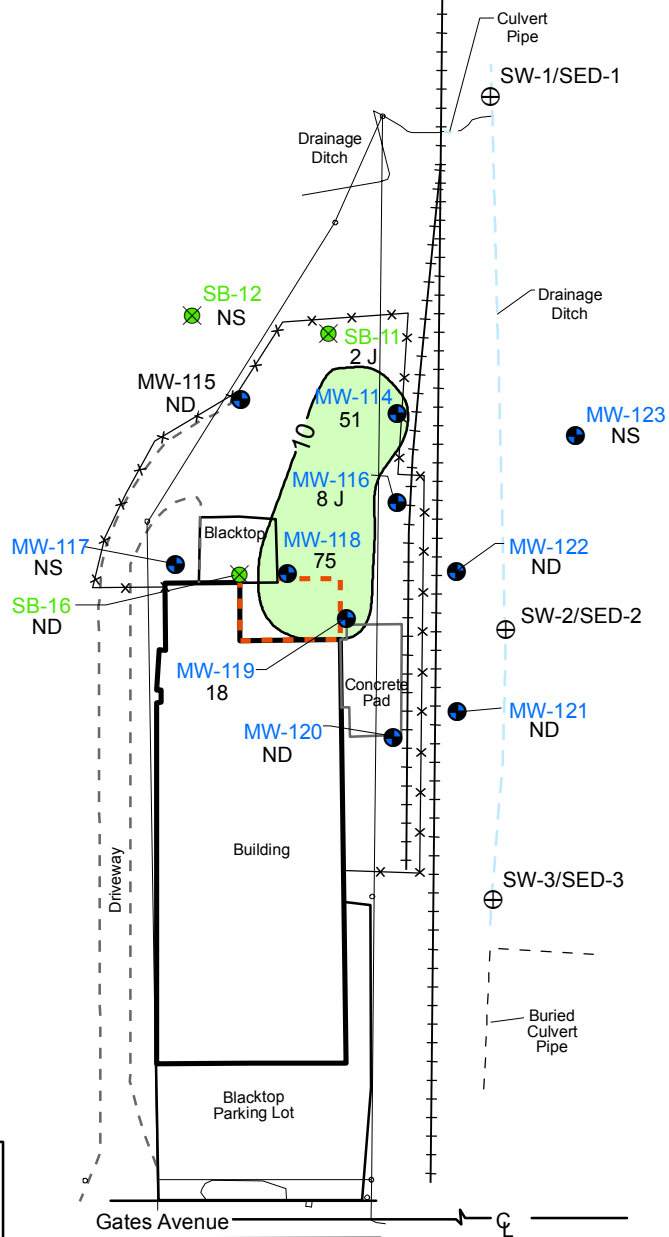 Culvert
Pipe
SW-1/SED-1
Drainage
Ditch
Drainage
Ditch
SB-12
NS
SB-11
2 J
MW-115
ND
MW-114
51
10
MW-123
NS
MW-116
8 J
Blacktop
MW-117
NS
MW-118
75
MW-122
ND
SB-16
ND
SW-2/SED-2
MW-119
18
Concrete
Pad
MW-120
ND
MW-121
ND
Building
Driveway
SW-3/SED-3
Buried
Culvert
Pipe
Blacktop
Parking Lot
Gates Avenue
CL